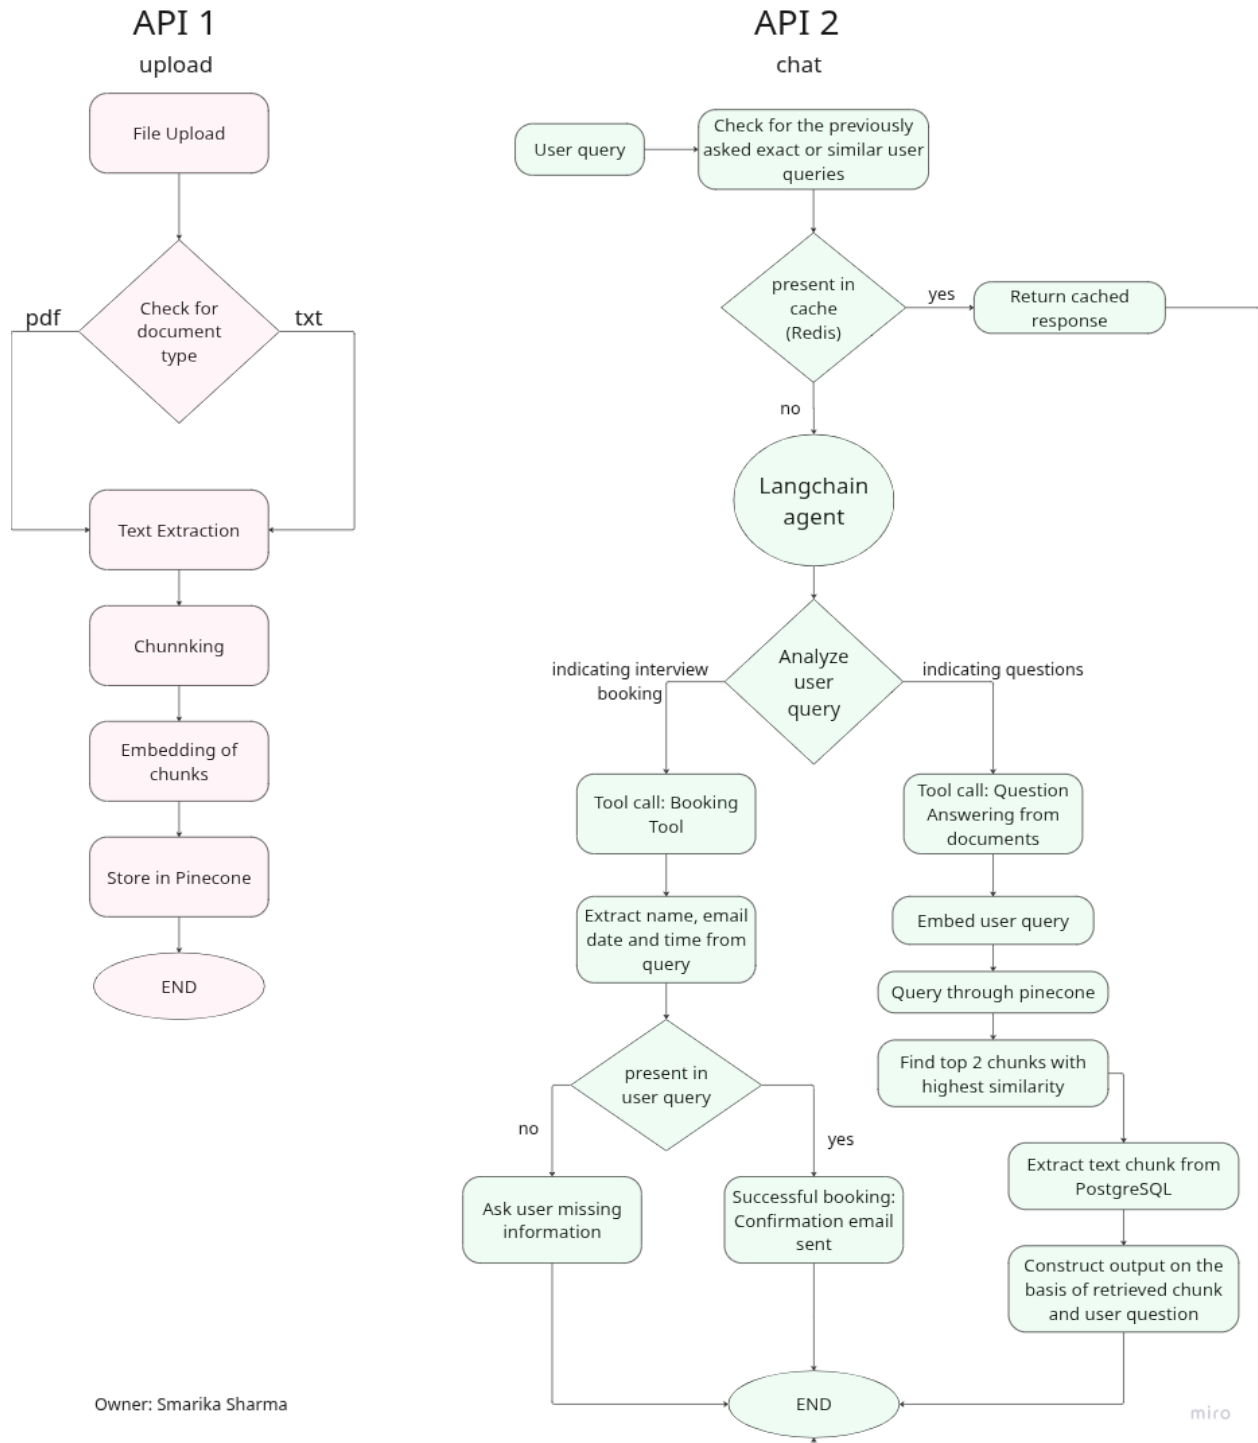 API 1
upload
File Upload
Check for
document
type
pdf
txt
Text Extraction
Chunnking
Embedding of
chunks
Store in Pinecone
END
Owner: Smarika Sharma
API 2
chat
User query
Check for the previously
asked exact or similar user
queries
present in
cache
(Redis)
yes
Return cached
response
no
Langchain
agent
Analyze
user
query
indicating interview
booking
indicating questions
Tool call: Booking
Tool
Extract name, email
date and time from
query
present in
user query
no
yes
Ask user missing
information
Successful booking:
Confirmation email
sent
Tool call: Question
Answering from
documents
Embed user query
Query through pinecone
Find top 2 chunks with
highest similarity
Extract text chunk from
PostgreSQL
Construct output on the
basis of retrieved chunk
and user question
END
miro